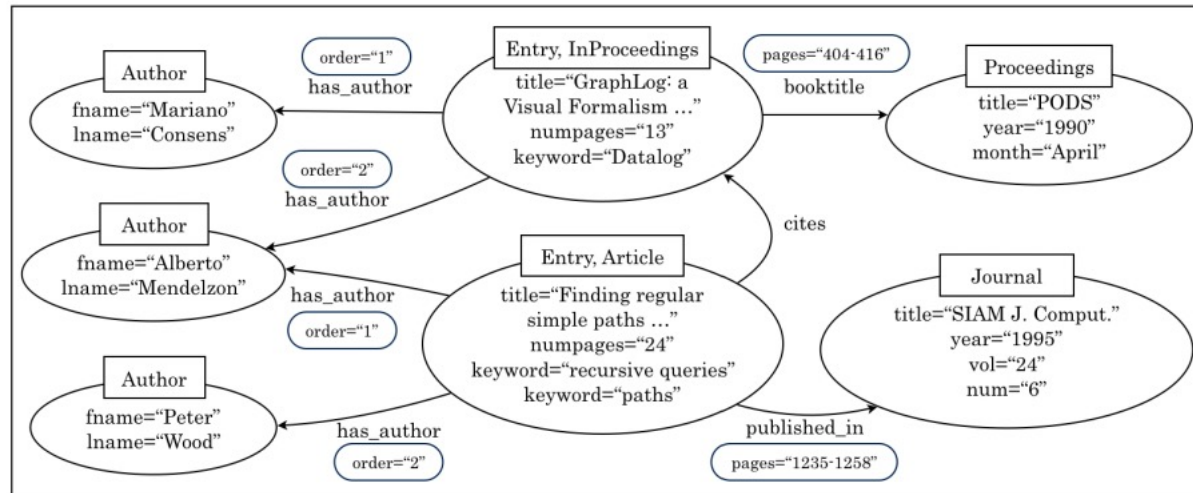 Author
fname=“Mariano”
lname=“Consens”
order=“1”
has_author
Entry, InProceedings
title=“GraphLog: a
Visual Formalism …”
numpages=“13”
keyword=“Datalog”
pages=“404-416”
booktitle
Proceedings
title=“PODS”
year=“1990”
month=“April”
order=“2”
has_author
Author
fname=“Alberto”
lname=“Mendelzon”
has_author
order=“1”
Entry, Article
title=“Finding regular
simple paths …”
numpages=“24”
keyword=“recursive queries”
keyword=“paths”
cites
Journal
title=“SIAM J. Comput.”
year=“1995”
vol=“24”
num=“6”
Author
fname=“Peter”
lname=“Wood”
has_author
order=“2”
published_in
pages=“1235-1258”